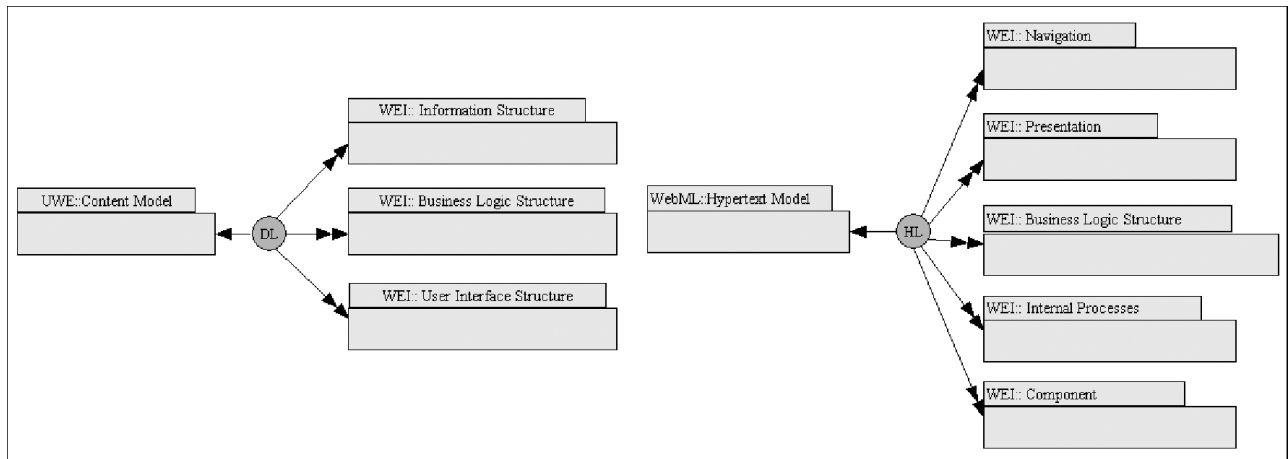 WEI:: Information Structure
UWE::Content Model
DL
WEI:: Business Logic Structure
WEI:: User Interface Structure
WEI:: Navigation
WEI:: Presentation
WebML::Hypertext Model
HL
WEI:: Business Logic Structure
WEI:: Internal Processes
WEI:: Component